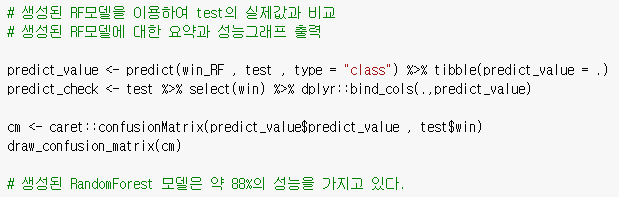 # 생성된 RF모델을 이용하여 test의 실제값과 비교
# 생성된 RF모델에 대한 요약과 성능그래프 출력
predict_value <- predict(win_RF , test , type = "class") %>% tibble(predict_value = .)
predict_check <- test %>% select(win) %>% dplyr::bind_cols(.,predict_value)
cm <- caret::confusionMatrix(predict_value$predict_value , test$win)
draw_confusion_matrix(cm)
# 생성된 RandomForest 모델은 약 88%의 성능을 가지고 있다.